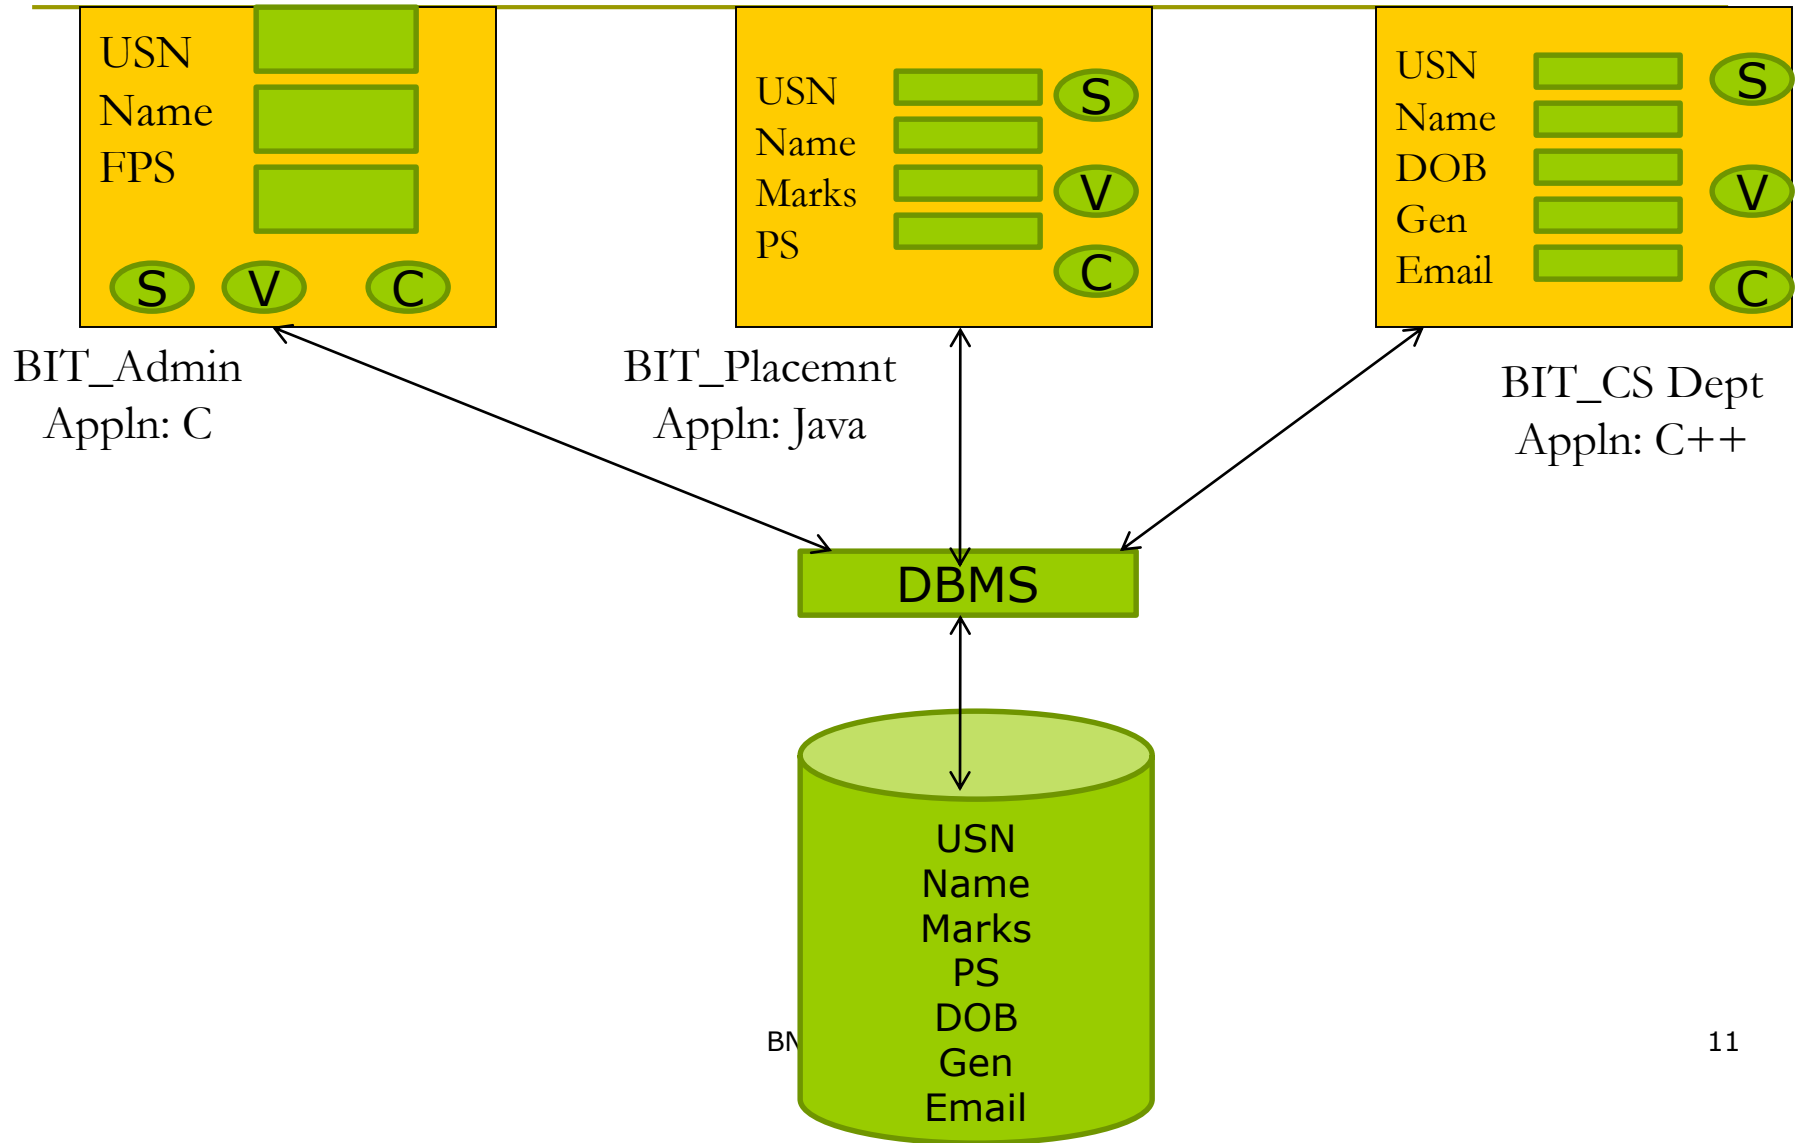 USN
Name
FPS
S V C
BIT_Admin
Appln: C
USN
Name
Marks
PS
S
V
C
BIT_Placemnt
Appln: Java
USN
Name
DOB
Gen
Email
S
V
C
BIT_CS Dept
Appln: C++
DBMS
USN
Name
Marks
PS
DOB
Gen
Email
11